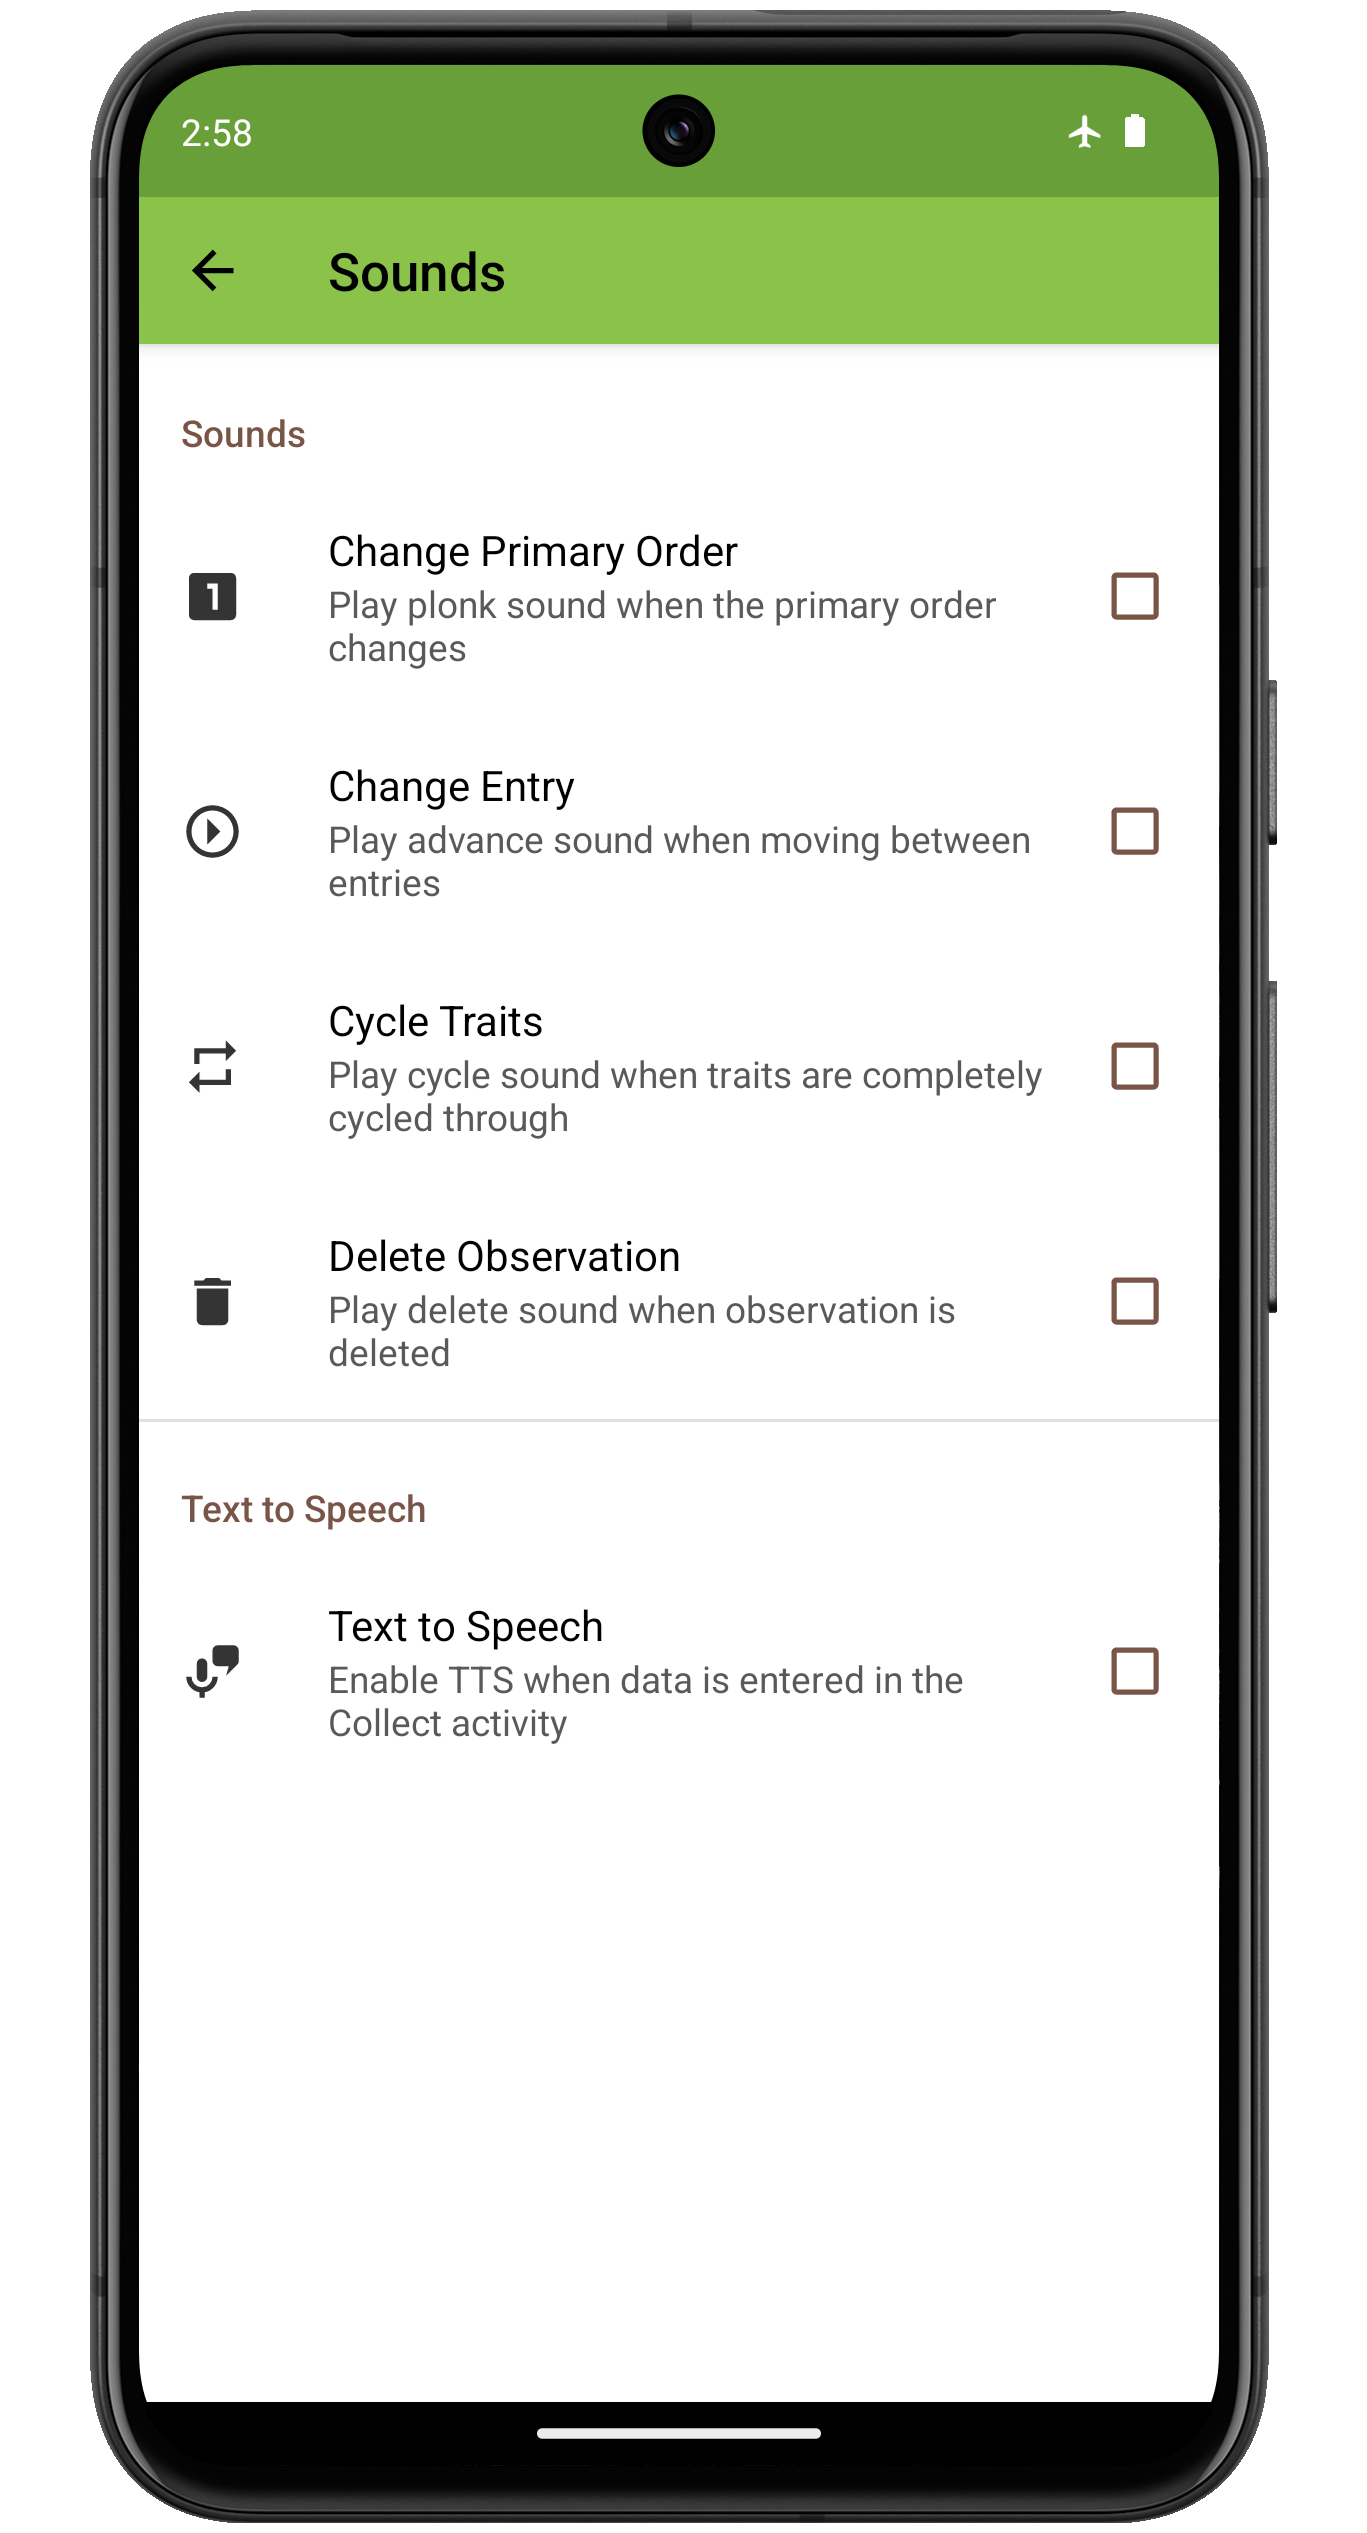 2:58
Sounds
Sounds
1
Change Primary Order
Play plonk sound when the primary order
changes
Change Entry
Play advance sound when moving between
entries
Cycle Traits
Play cycle sound when traits are completely
cycled through
Delete Observation
Play delete sound when observation is
deleted
Text to Speech
Text to Speech
Enable TTS when data is entered in the
Collect activity